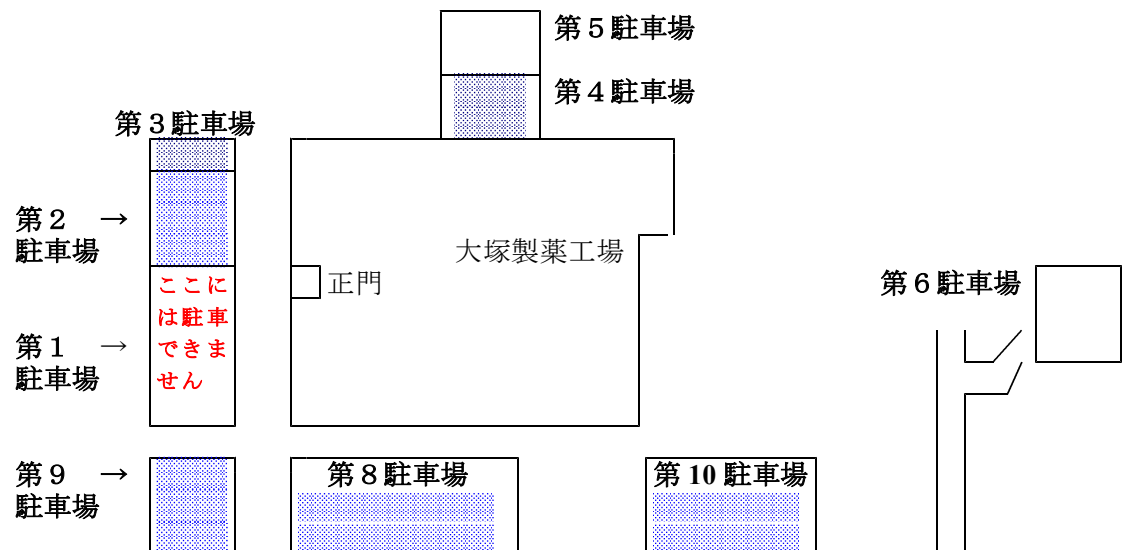 第５駐車場
第４駐車場
第３駐車場
第２　→
駐車場
大塚製薬工場
正門
第６駐車場
ここに
は駐車
できま
せん
第１　→
駐車場
第９　→
駐車場
第８駐車場
第 10 駐車場